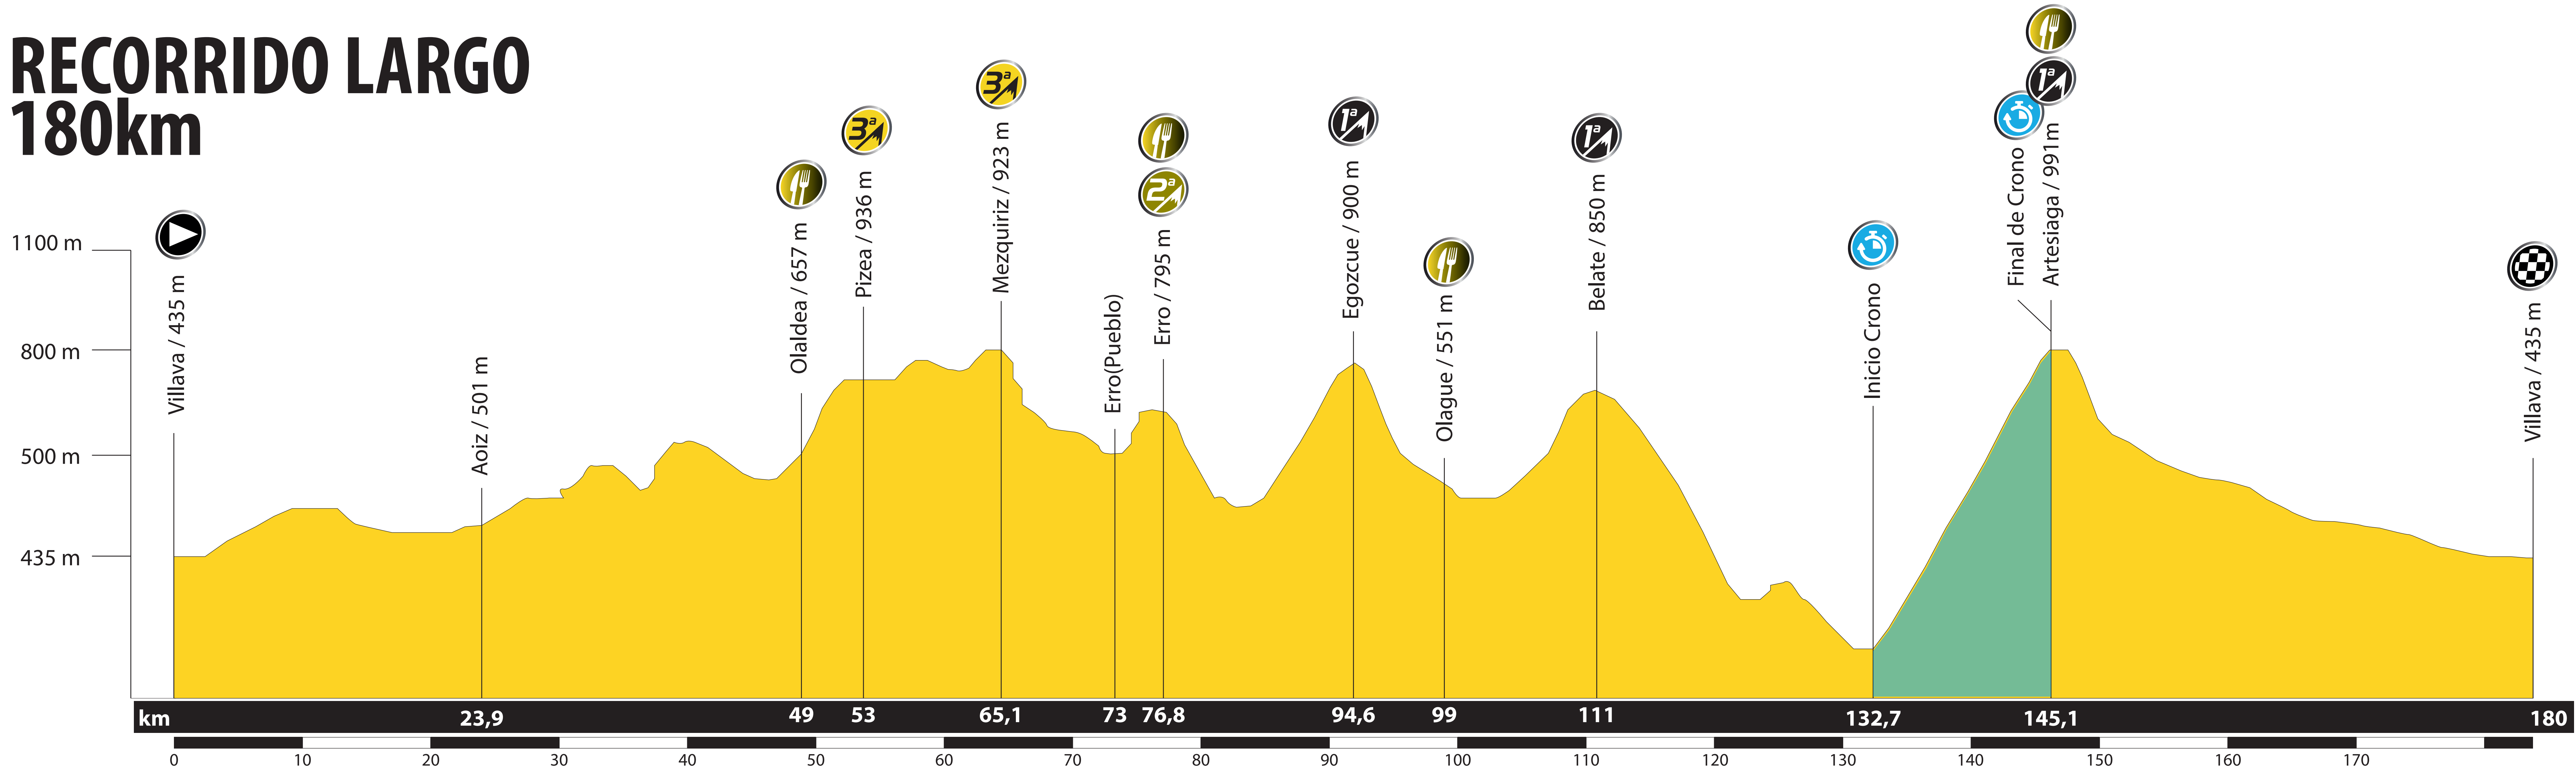 RECORRIDO LARGO
180km
1100 m
800 m
500 m
435 m
Villava / 435 m
Aoiz / 501 m
Olaldea / 657 m
3ª
Pizea / 936 m
3ª
Mezquiriz / 923 m
Erro(Pueblo)
2ª
Erro / 795 m
1ª
Egozcue / 900 m
Olague / 551 m
1ª
Belate / 850 m
Inicio Crono
Final de Crono
1ª
Artesiaga / 991m
Villava / 435 m
km 23,9 49 53 65,1 73 76,8 94,6 99 111 132,7 145,1 180
0 10 20 30 40 50 60 70 80 90 100 110 120 130 140 150 160 170